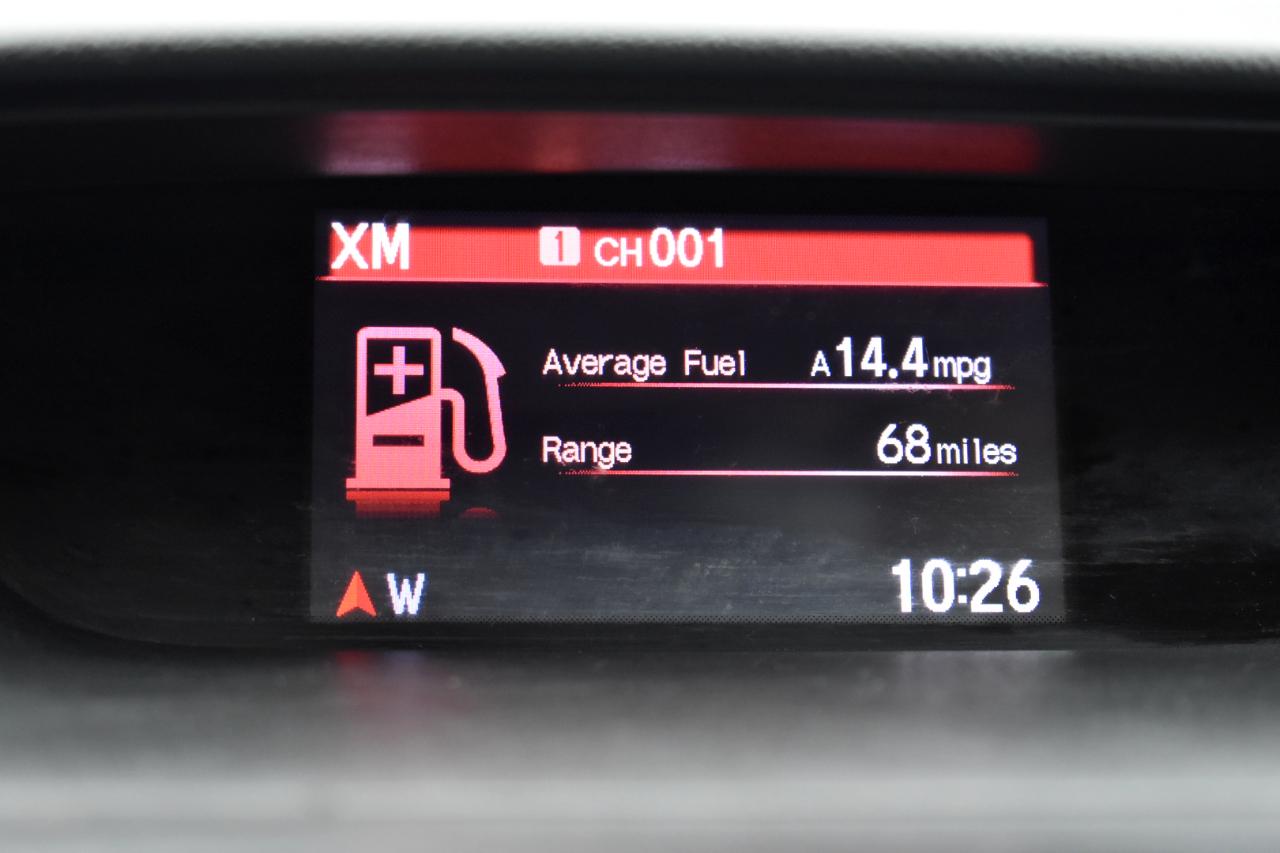 XM 1 CH001
Average Fuel A14.4mpg
Range 68miles
W 10:26